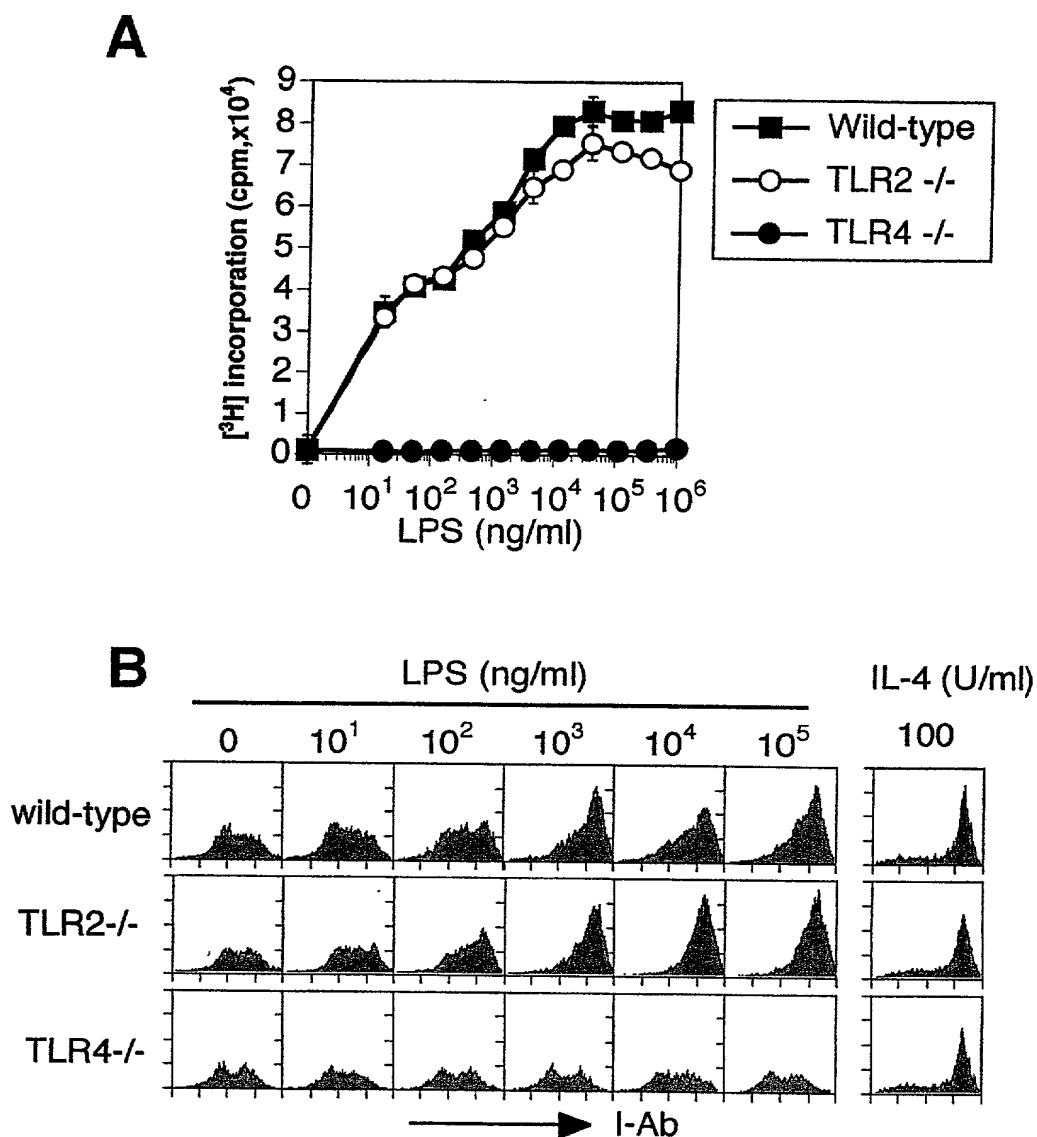 A
9
8
7
6
5
4
3
2
1
0
[³H] incorporation (cpm,x10⁴)
0 10¹ 10² 10³ 10⁴ 10⁵ 10⁶
LPS (ng/ml)
Wild-type
TLR2 -/-
TLR4 -/-
B
LPS (ng/ml) IL-4 (U/ml)
0 10¹ 10² 10³ 10⁴ 10⁵ 100
wild-type
TLR2-/-
TLR4-/-
I-Ab